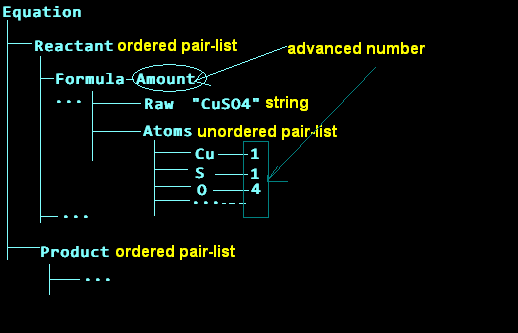 Equation
Reactant ordered pair-list
advanced number
Formula Amount
...
Raw "CuSO4" string
Atoms unordered pair-list
Cu 1
S 1
O 4
...
...
Product ordered pair-list
...